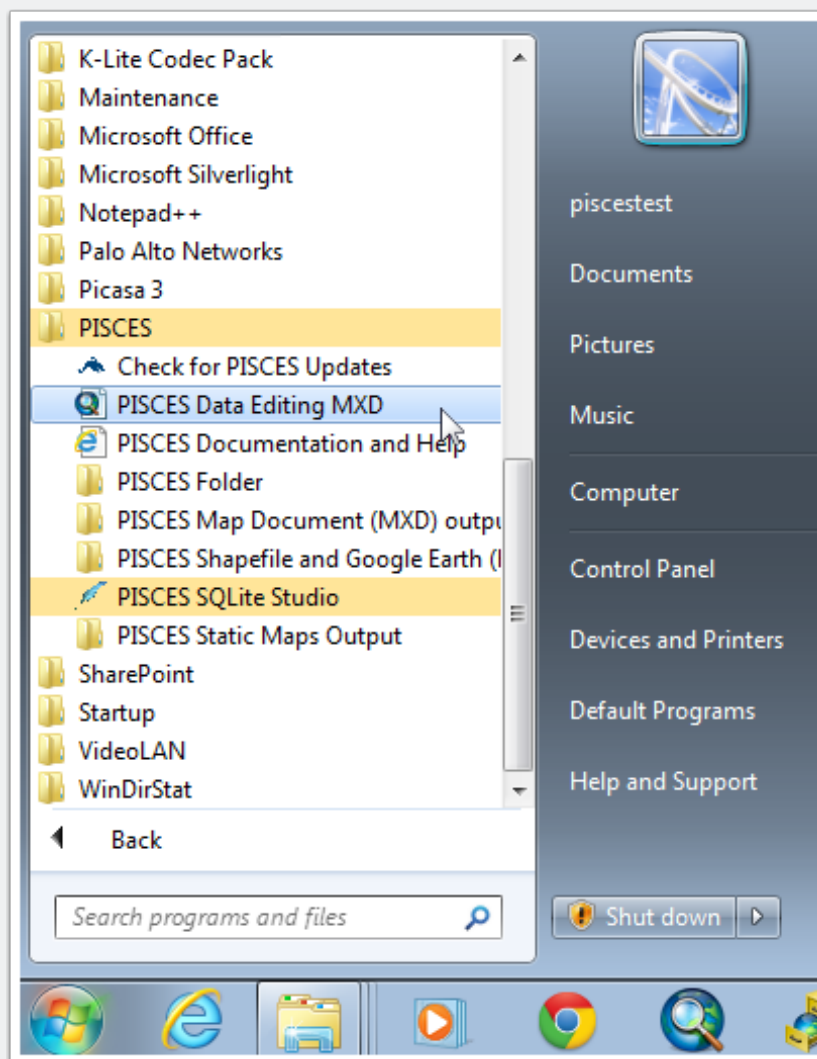 K-Lite Codec Pack
Maintenance
Microsoft Office
Microsoft Silverlight
Notepad++
Palo Alto Networks
Picasa 3
PISCES
Check for PISCES Updates
PISCES Data Editing MXD
PISCES Documentation and Help
PISCES Folder
PISCES Map Document (MXD) outpu
PISCES Shapefile and Google Earth (
PISCES SQLite Studio
PISCES Static Maps Output
SharePoint
Startup
VideoLAN
WinDirStat
Back
Search programs and files
piscestest
Documents
Pictures
Music
Computer
Control Panel
Devices and Printers
Default Programs
Help and Support
Shut down